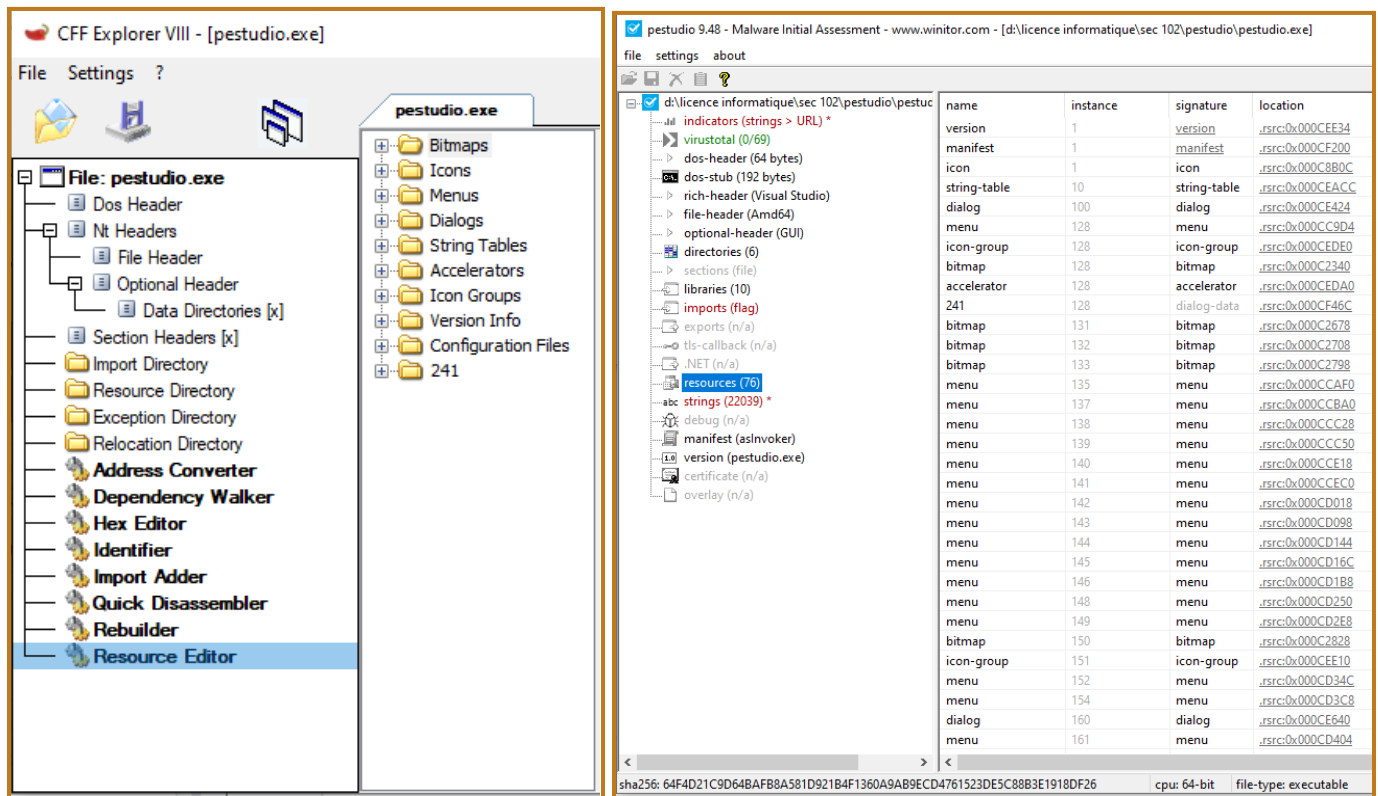 CFF Explorer VIII - [pestudio.exe]
File Settings ?
pestudio.exe
File: pestudio.exe
Dos Header
Nt Headers
File Header
Optional Header
Data Directories [x]
Section Headers [x]
Import Directory
Resource Directory
Exception Directory
Relocation Directory
Address Converter
Dependency Walker
Hex Editor
Identifier
Import Adder
Quick Disassembler
Rebuilder
Resource Editor
Bitmaps
Icons
Menus
Dialogs
String Tables
Accelerators
Icon Groups
Version Info
Configuration Files
241
pestudio 9.48 - Malware Initial Assessment - www.winitor.com - [d:\licence informatique\sec 102\pestudio\pestudio.exe]
file settings about
d:\licence informatique\sec 102\pestudio\pestuc
indicators (strings > URL) *
virustotal (0/69)
dos-header (64 bytes)
dos-stub (192 bytes)
rich-header (Visual Studio)
file-header (Amd64)
optional-header (GUI)
directories (6)
sections (file)
libraries (10)
imports (flag)
exports (n/a)
tls-callback (n/a)
.NET (n/a)
resources (76)
abc strings (22039) *
debug (n/a)
manifest (asInvoker)
1.0 version (pestudio.exe)
certificate (n/a)
overlay (n/a)
name instance signature location
version 1 version .rsrc:0x000CEE34
manifest 1 manifest .rsrc:0x000CF200
icon 1 icon .rsrc:0x000C8B0C
string-table 10 string-table .rsrc:0x000CEACC
dialog 100 dialog .rsrc:0x000CE424
menu 128 menu .rsrc:0x000CC9D4
icon-group 128 icon-group .rsrc:0x000CEDE0
bitmap 128 bitmap .rsrc:0x000C2340
accelerator 128 accelerator .rsrc:0x000CEDA0
241 128 dialog-data .rsrc:0x000CF46C
bitmap 131 bitmap .rsrc:0x000C2678
bitmap 132 bitmap .rsrc:0x000C2708
bitmap 133 bitmap .rsrc:0x000C2798
menu 135 menu .rsrc:0x000CCAF0
menu 137 menu .rsrc:0x000CCBA0
menu 138 menu .rsrc:0x000CCC28
menu 139 menu .rsrc:0x000CCC50
menu 140 menu .rsrc:0x000CCE18
menu 141 menu .rsrc:0x000CCEC0
menu 142 menu .rsrc:0x000CD018
menu 143 menu .rsrc:0x000CD098
menu 144 menu .rsrc:0x000CD144
menu 145 menu .rsrc:0x000CD16C
menu 146 menu .rsrc:0x000CD1B8
menu 148 menu .rsrc:0x000CD250
menu 149 menu .rsrc:0x000CD2E8
bitmap 150 bitmap .rsrc:0x000C2828
icon-group 151 icon-group .rsrc:0x000CEE10
menu 152 menu .rsrc:0x000CD34C
menu 154 menu .rsrc:0x000CD3C8
dialog 160 dialog .rsrc:0x000CE640
menu 161 menu .rsrc:0x000CD404
sha256: 64F4D21C9D64BAFB8A581D921B4F1360A9AB9ECD4761523DE5C88B3E1918DF26 cpu: 64-bit file-type: executable